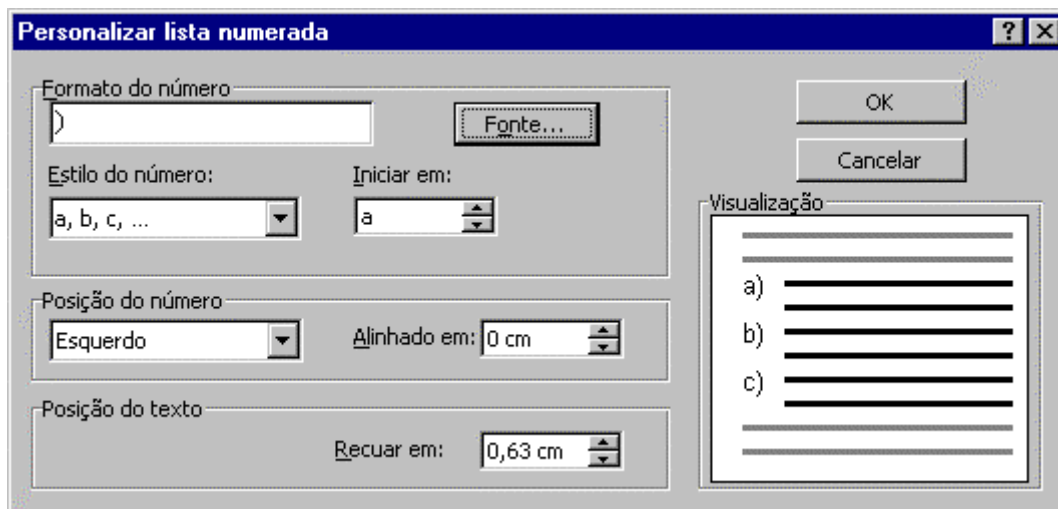 Personalizar lista numerada
Formato do número
)
Fonte...
Estilo do número:
Iniciar em:
a, b, c, ...
a
Posição do número
Esquerdo
Alinhado em:
0 cm
Posição do texto
Recuar em:
0,63 cm
OK
Cancelar
Visualização
a)
b)
c)